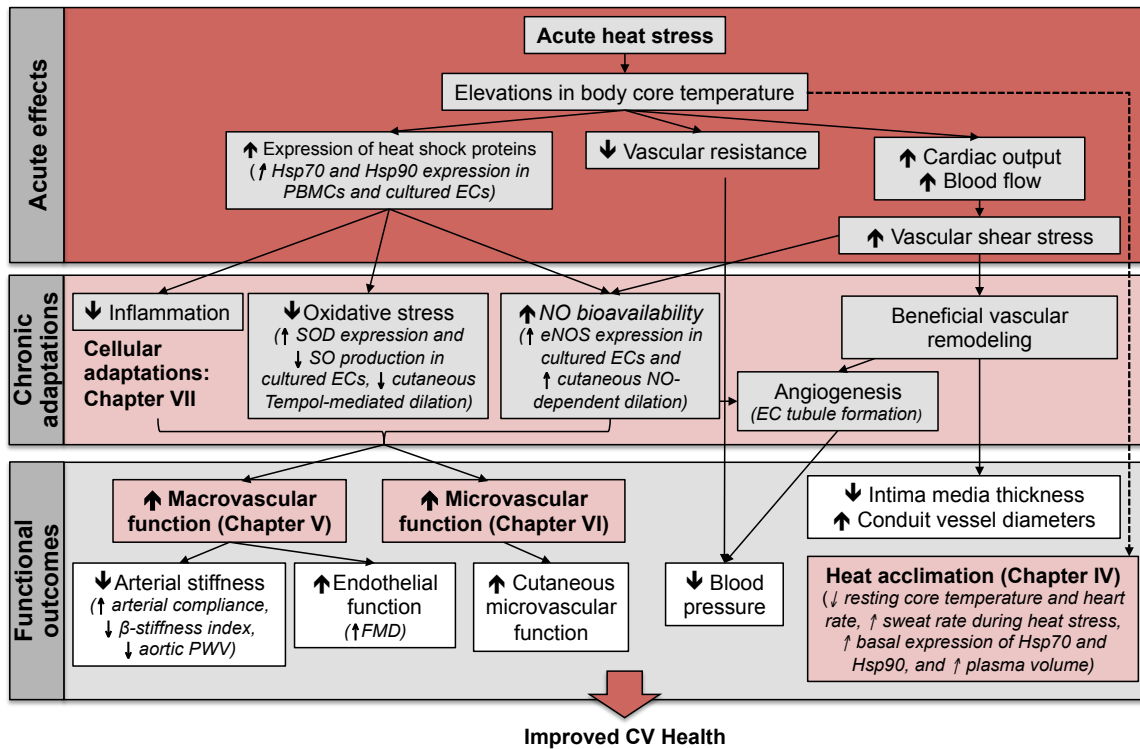 Acute effects
Acute heat stress
Elevations in body core temperature
↑ Expression of heat shock proteins
(↑ Hsp70 and Hsp90 expression in
PBMCs and cultured ECs)
↓ Vascular resistance
↑ Cardiac output
↑ Blood flow
↑ Vascular shear stress
Chronic
adaptations
↓ Inflammation
Cellular
adaptations:
Chapter VII
↓ Oxidative stress
(↑ SOD expression and
↓ SO production in
cultured ECs, ↓ cutaneous
Tempol-mediated dilation)
↑ NO bioavailability
(↑ eNOS expression in
cultured ECs and
↑ cutaneous NO-
dependent dilation)
Beneficial vascular
remodeling
Angiogenesis
(EC tubule formation)
Functional
outcomes
↑ Macrovascular
function (Chapter V)
↑ Microvascular
function (Chapter VI)
↓ Intima media thickness
↑ Conduit vessel diameters
↓ Arterial stiffness
(↑ arterial compliance,
↓ β-stiffness index,
↓ aortic PWV)
↑ Endothelial
function
(↑FMD)
↑ Cutaneous
microvascular
function
↓ Blood
pressure
Heat acclimation (Chapter IV)
(↓ resting core temperature and heart
rate, ↑ sweat rate during heat stress,
↑ basal expression of Hsp70 and
Hsp90, and ↑ plasma volume)
Improved CV Health